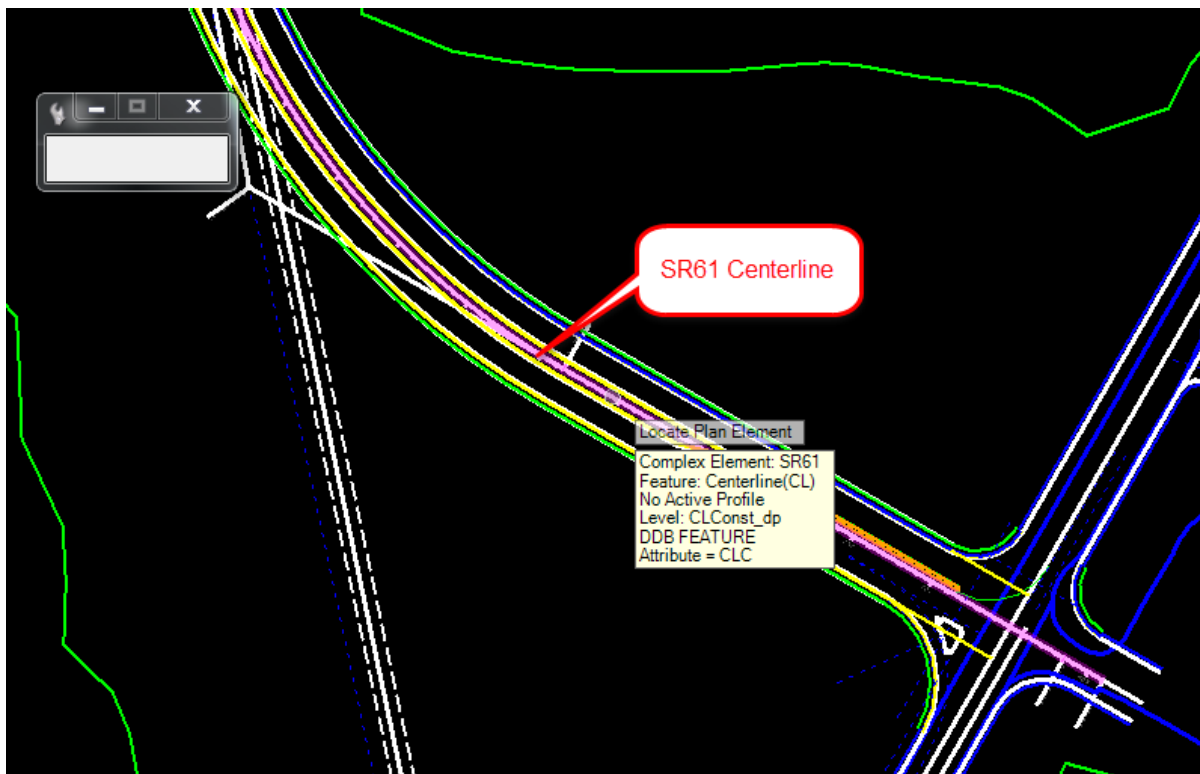 SR61 Centerline
Locate Plan Element
Complex Element: SR61
Feature: Centerline(CL)
No Active Profile
Level: CLConst_dp
DDB FEATURE
Attribute = CLC